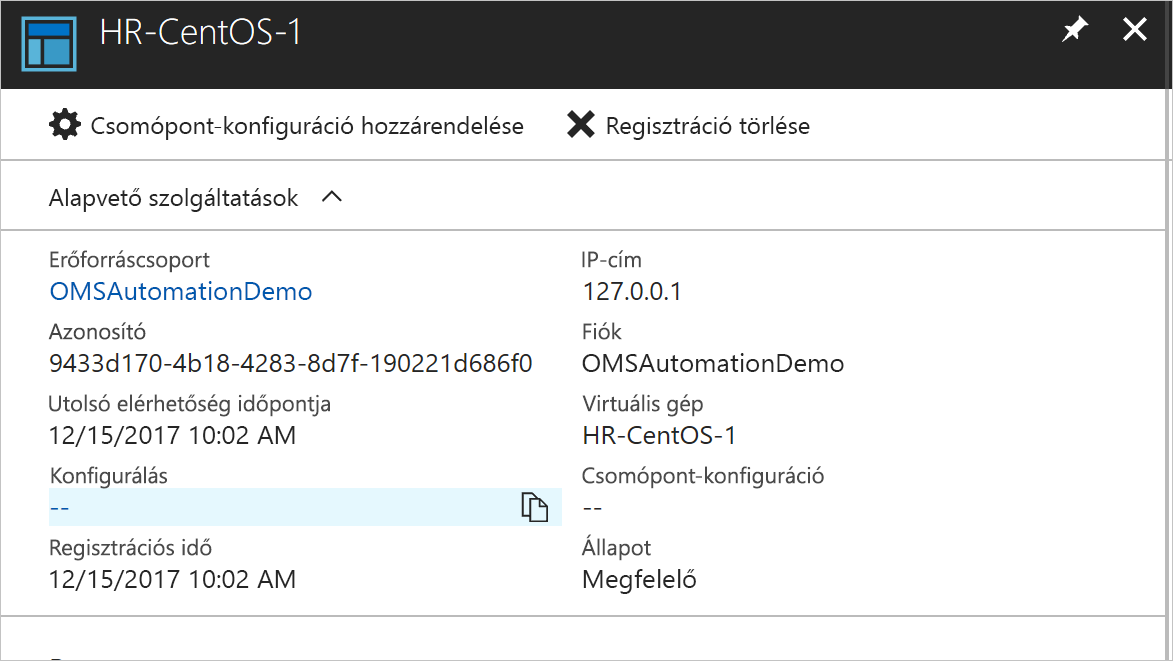 HR-CentOS-1
Csomópont-konfiguráció hozzárendelése
Regisztráció törlése
Alapvető szolgáltatások
Erőforráscsoport
OMSAutomationDemo
Azonosító
9433d170-4b18-4283-8d7f-190221d686f0
Utolsó elérhetőség időpontja
12/15/2017 10:02 AM
Konfigurálás
--
Regisztrációs idő
12/15/2017 10:02 AM
IP-cím
127.0.0.1
Fiók
OMSAutomationDemo
Virtuális gép
HR-CentOS-1
Csomópont-konfiguráció
--
Állapot
Megfelelő